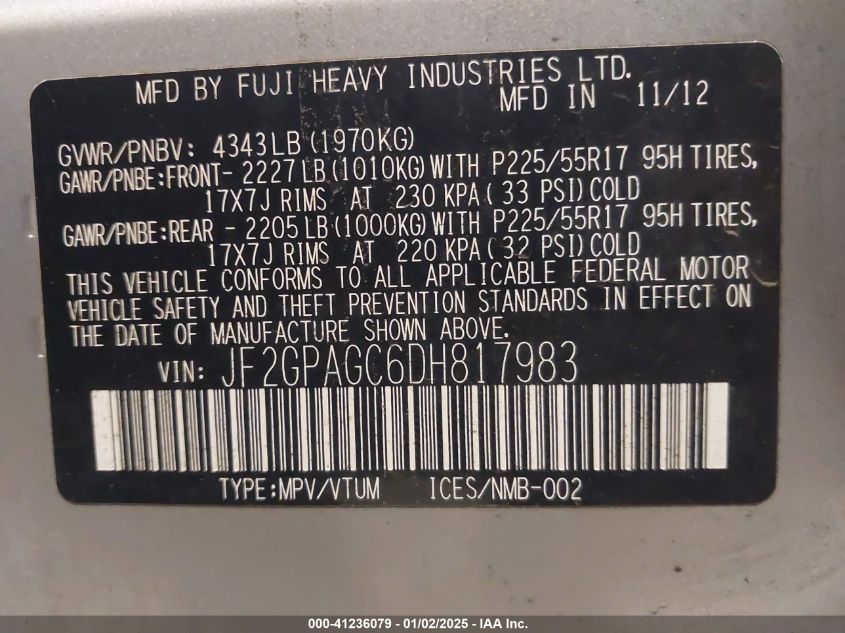 MFD BY FUJI HEAVY INDUSTRIES LTD.
MFD IN 11/12
GVWR/PNBV: 4343LB(1970KG)
GAWR/PNBE:FRONT-2227LB(1010KG)WITH P225/55R17 95H TIRES,
17X7J RIMS AT 230 KPA(33 PSI)COLD
GAWR/PNBE:REAR -2205LB(1000KG)WITH P225/55R17 95H TIRES,
17X7J RIMS AT 220 KPA(32 PSI)COLD
THIS VEHICLE CONFORMS TO ALL APPLICABLE FEDERAL MOTOR
VEHICLE SAFETY AND THEFT PREVENTION STANDARDS IN EFFECT ON
THE DATE OF MANUFACTURE SHOWN ABOVE.
VIN: JF2GPAGC6DH817983
TYPE:MPV/VTUM ICES/NMB-002
000-41236079 - 01/02/2025 - IAA Inc.